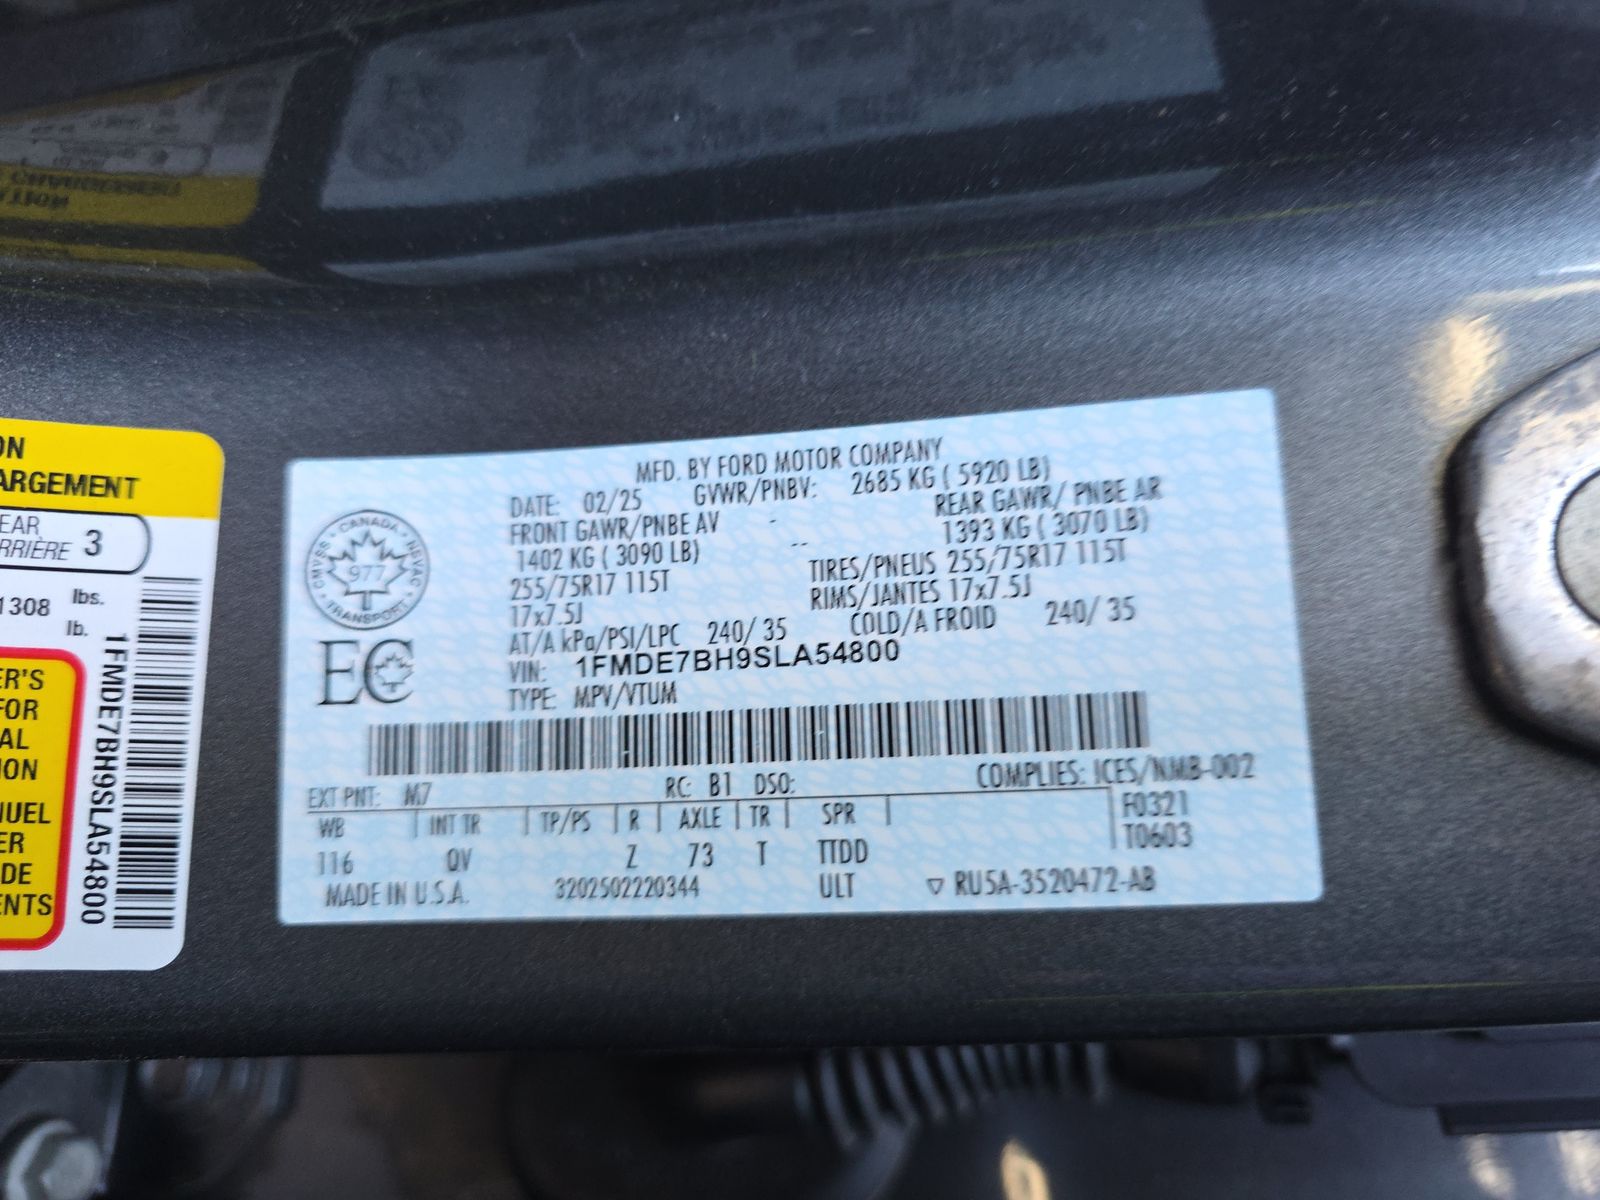 ON
ARGEMENT
EAR
RRIÈRE 3
1308 lbs.
lb.
ER'S
FOR
AL
ION
NUEL
ER
DE
ENTS
1FMDE7BH9SLA54800
MFD. BY FORD MOTOR COMPANY
DATE: 02/25 GVWR/PNBV: 2685 KG ( 5920 LB)
FRONT GAWR/PNBE AV - REAR GAWR/ PNBE AR
1402 KG ( 3090 LB) -- 1393 KG ( 3070 LB)
255/75R17 115T TIRES/PNEUS 255/75R17 115T
17x7.5J RIMS/JANTES 17x7.5J
AT/A kPa/PSI/LPC 240/ 35 COLD/A FROID 240/ 35
VIN: 1FMDE7BH9SLA54800
TYPE: MPV/VTUM
CANADA
CMVSS NSVAC
977
TRANSPORT
EC
EXT PNT: M7 RC: B1 DSO: COMPLIES: ICES/NMB-002
WB INT TR TP/PS R AXLE TR SPR F0321
116 QV Z 73 T TTDD T0603
MADE IN U.S.A. 3202502220344 ULT ▽ RU5A-3520472-AB